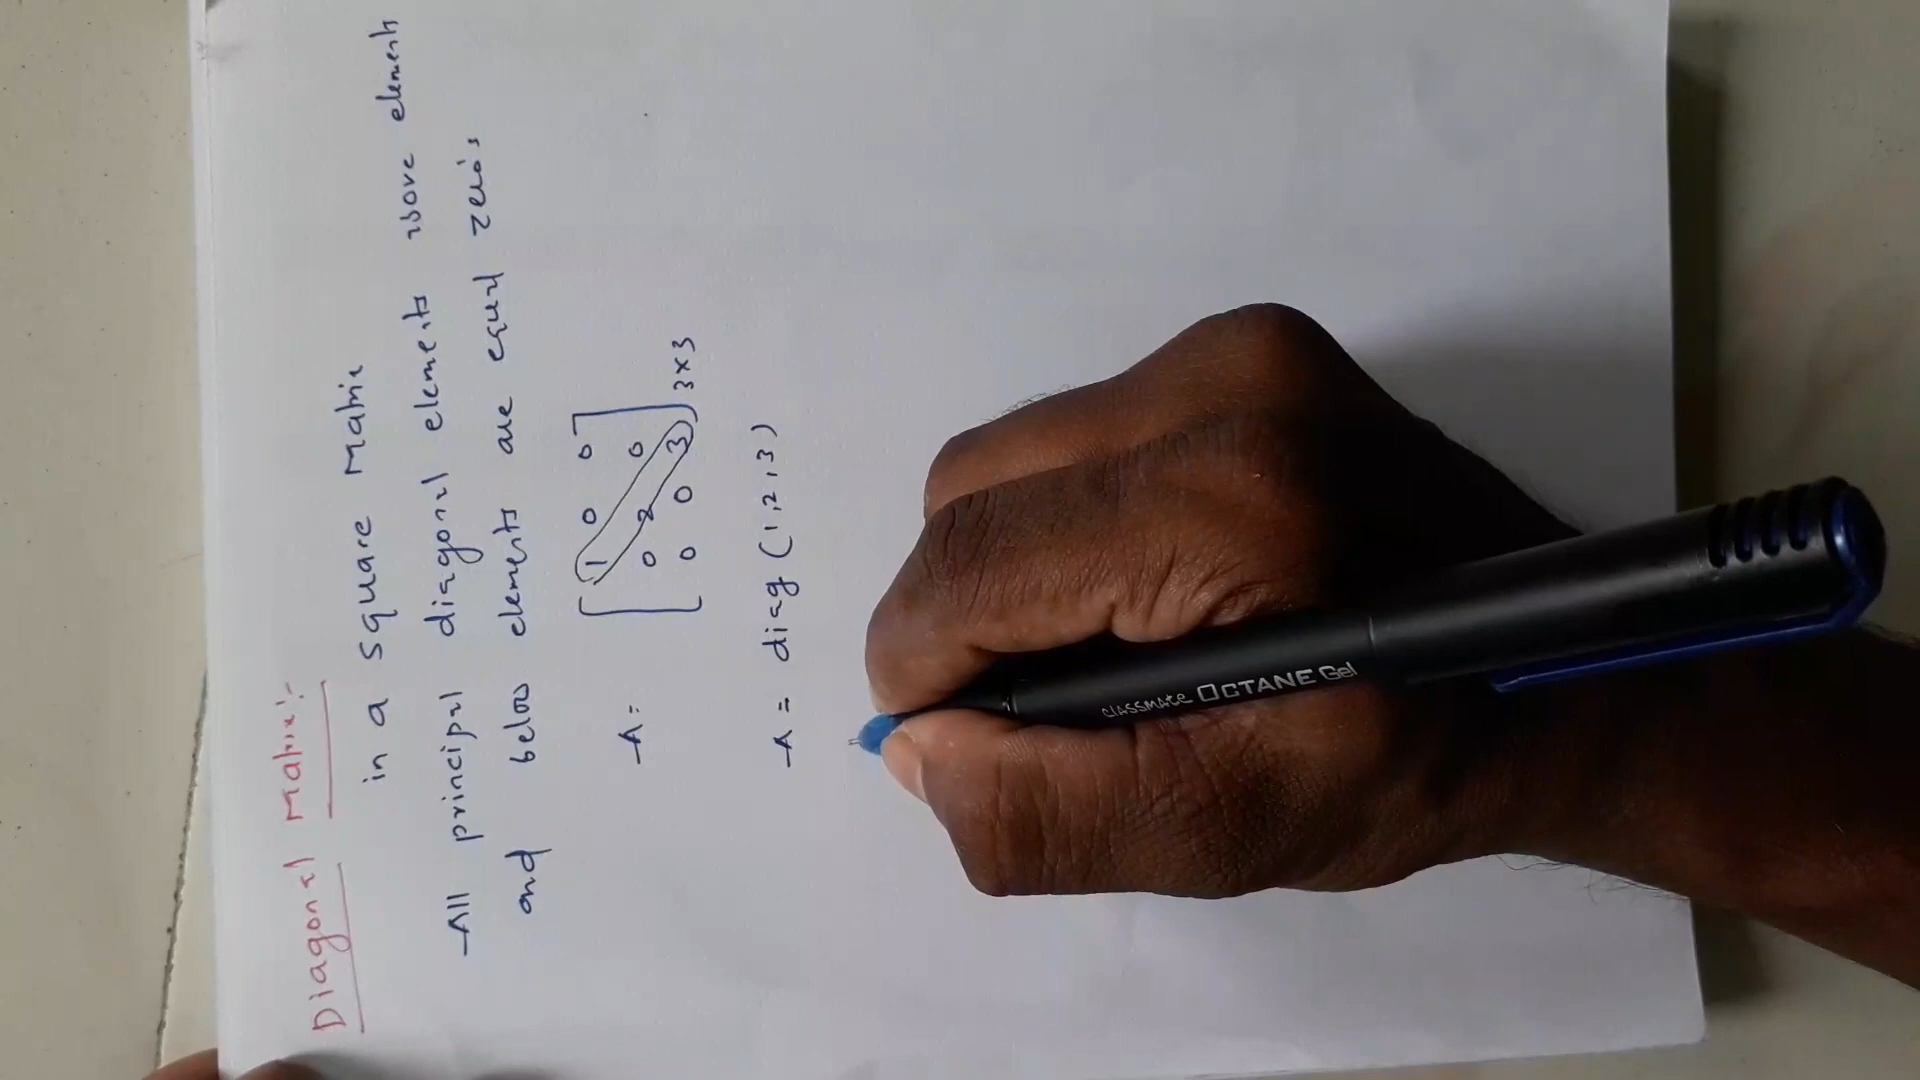 Diagonal Matrix:-
in a square Matrix
All principal diagonal elements above elements
and below elements are equal zero's
A = [ 1 0 0
0 2 0
0 0 3 ] 3×3
A = diag (1,2,3)
classmate OCTANE Gel